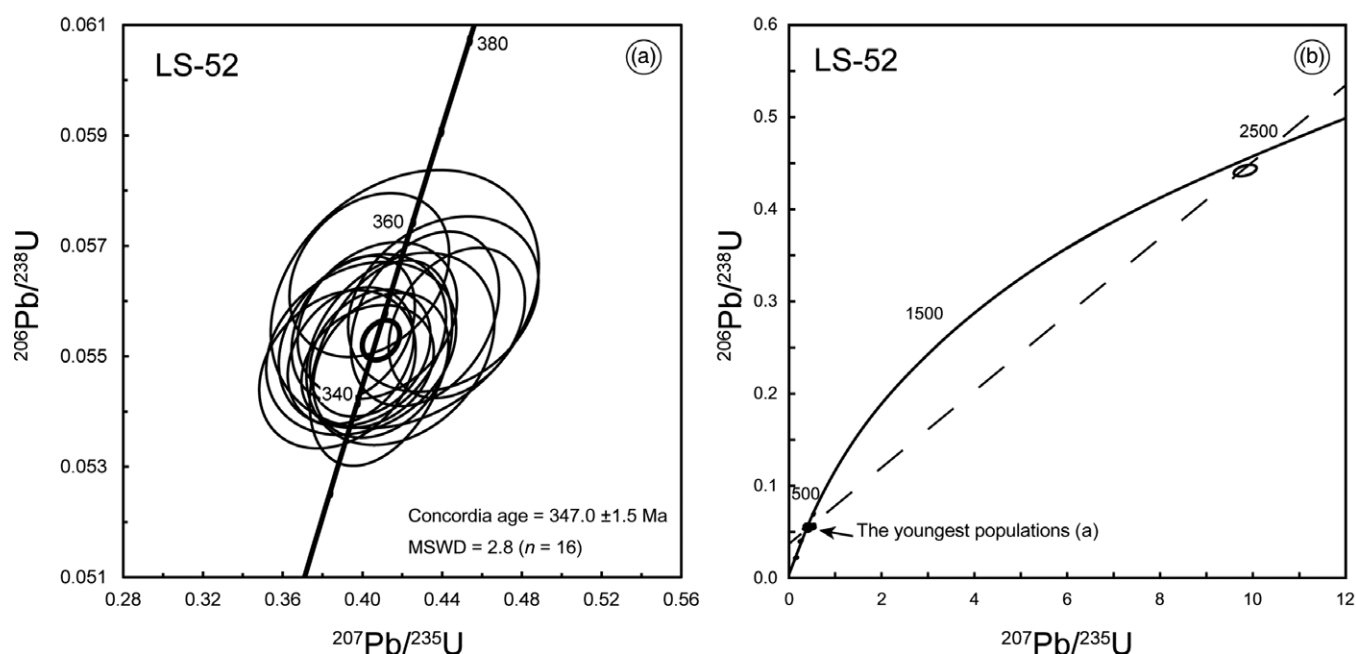 LS-52
(a)
0.061
0.059
0.057
0.055
0.053
0.051
206Pb/238U
380
360
340
Concordia age = 347.0 ±1.5 Ma
MSWD = 2.8 (n = 16)
0.28 0.32 0.36 0.40 0.44 0.48 0.52 0.56
207Pb/235U
LS-52
(b)
0.6
0.5
0.4
0.3
0.2
0.1
0.0
206Pb/238U
2500
1500
500
The youngest populations (a)
0 2 4 6 8 10 12
207Pb/235U